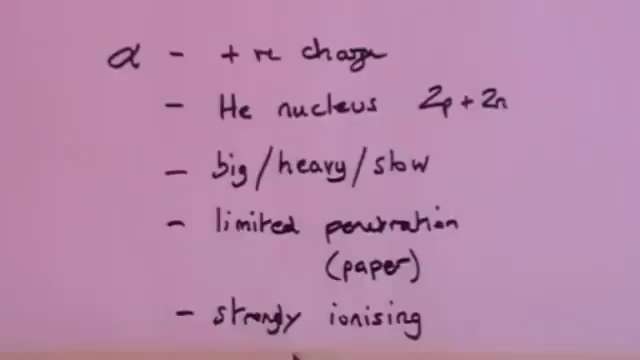 α - +ve charge
- He nucleus 2p + 2n
- big/heavy/slow
- limited penetration
(paper)
- strongly ionising